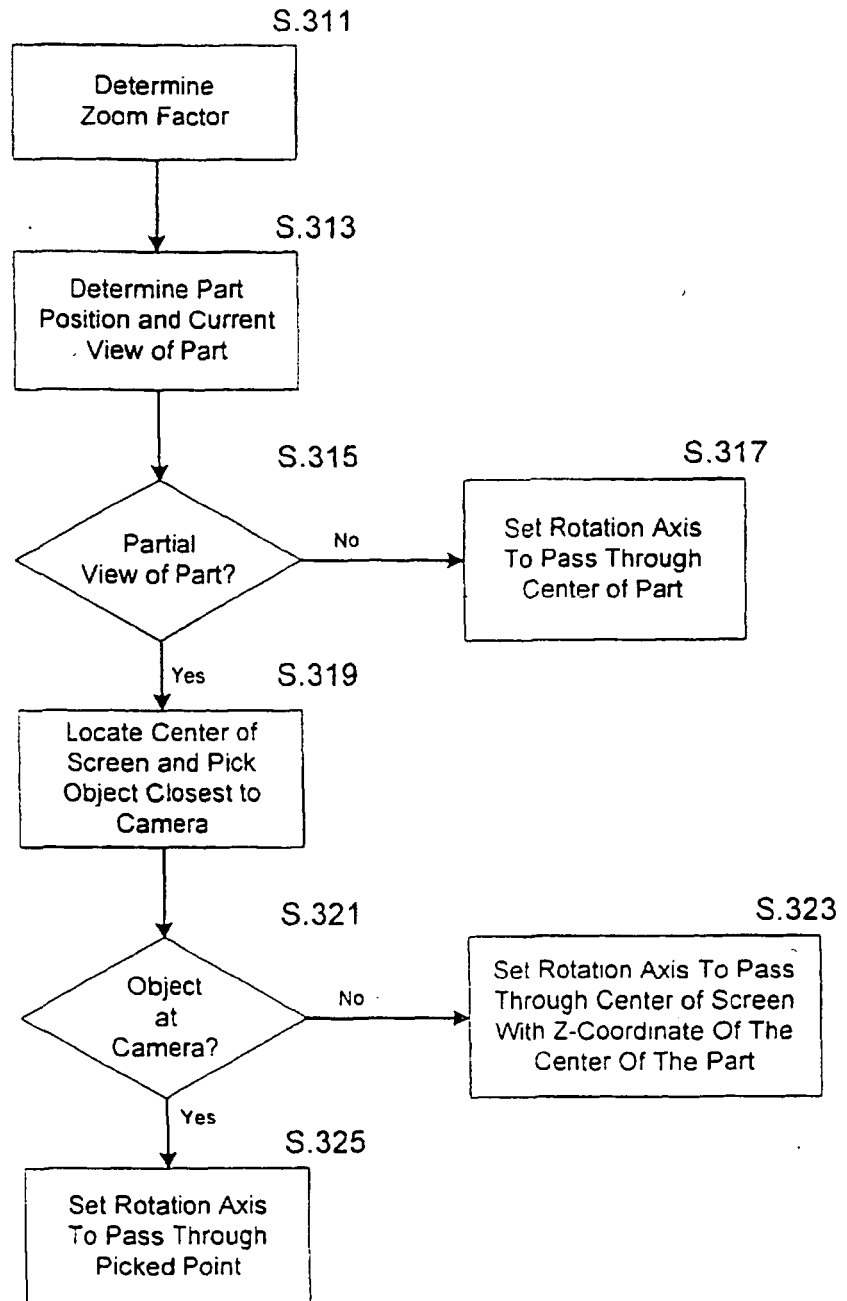 S.311
Determine
Zoom Factor
S.313
Determine Part
Position and Current
View of Part
S.315
Partial
View of Part?
No
S.317
Set Rotation Axis
To Pass Through
Center of Part
Yes
S.319
Locate Center of
Screen and Pick
Object Closest to
Camera
S.321
Object
at
Camera?
No
S.323
Set Rotation Axis To Pass
Through Center of Screen
With Z-Coordinate Of The
Center Of The Part
Yes
S.325
Set Rotation Axis
To Pass Through
Picked Point